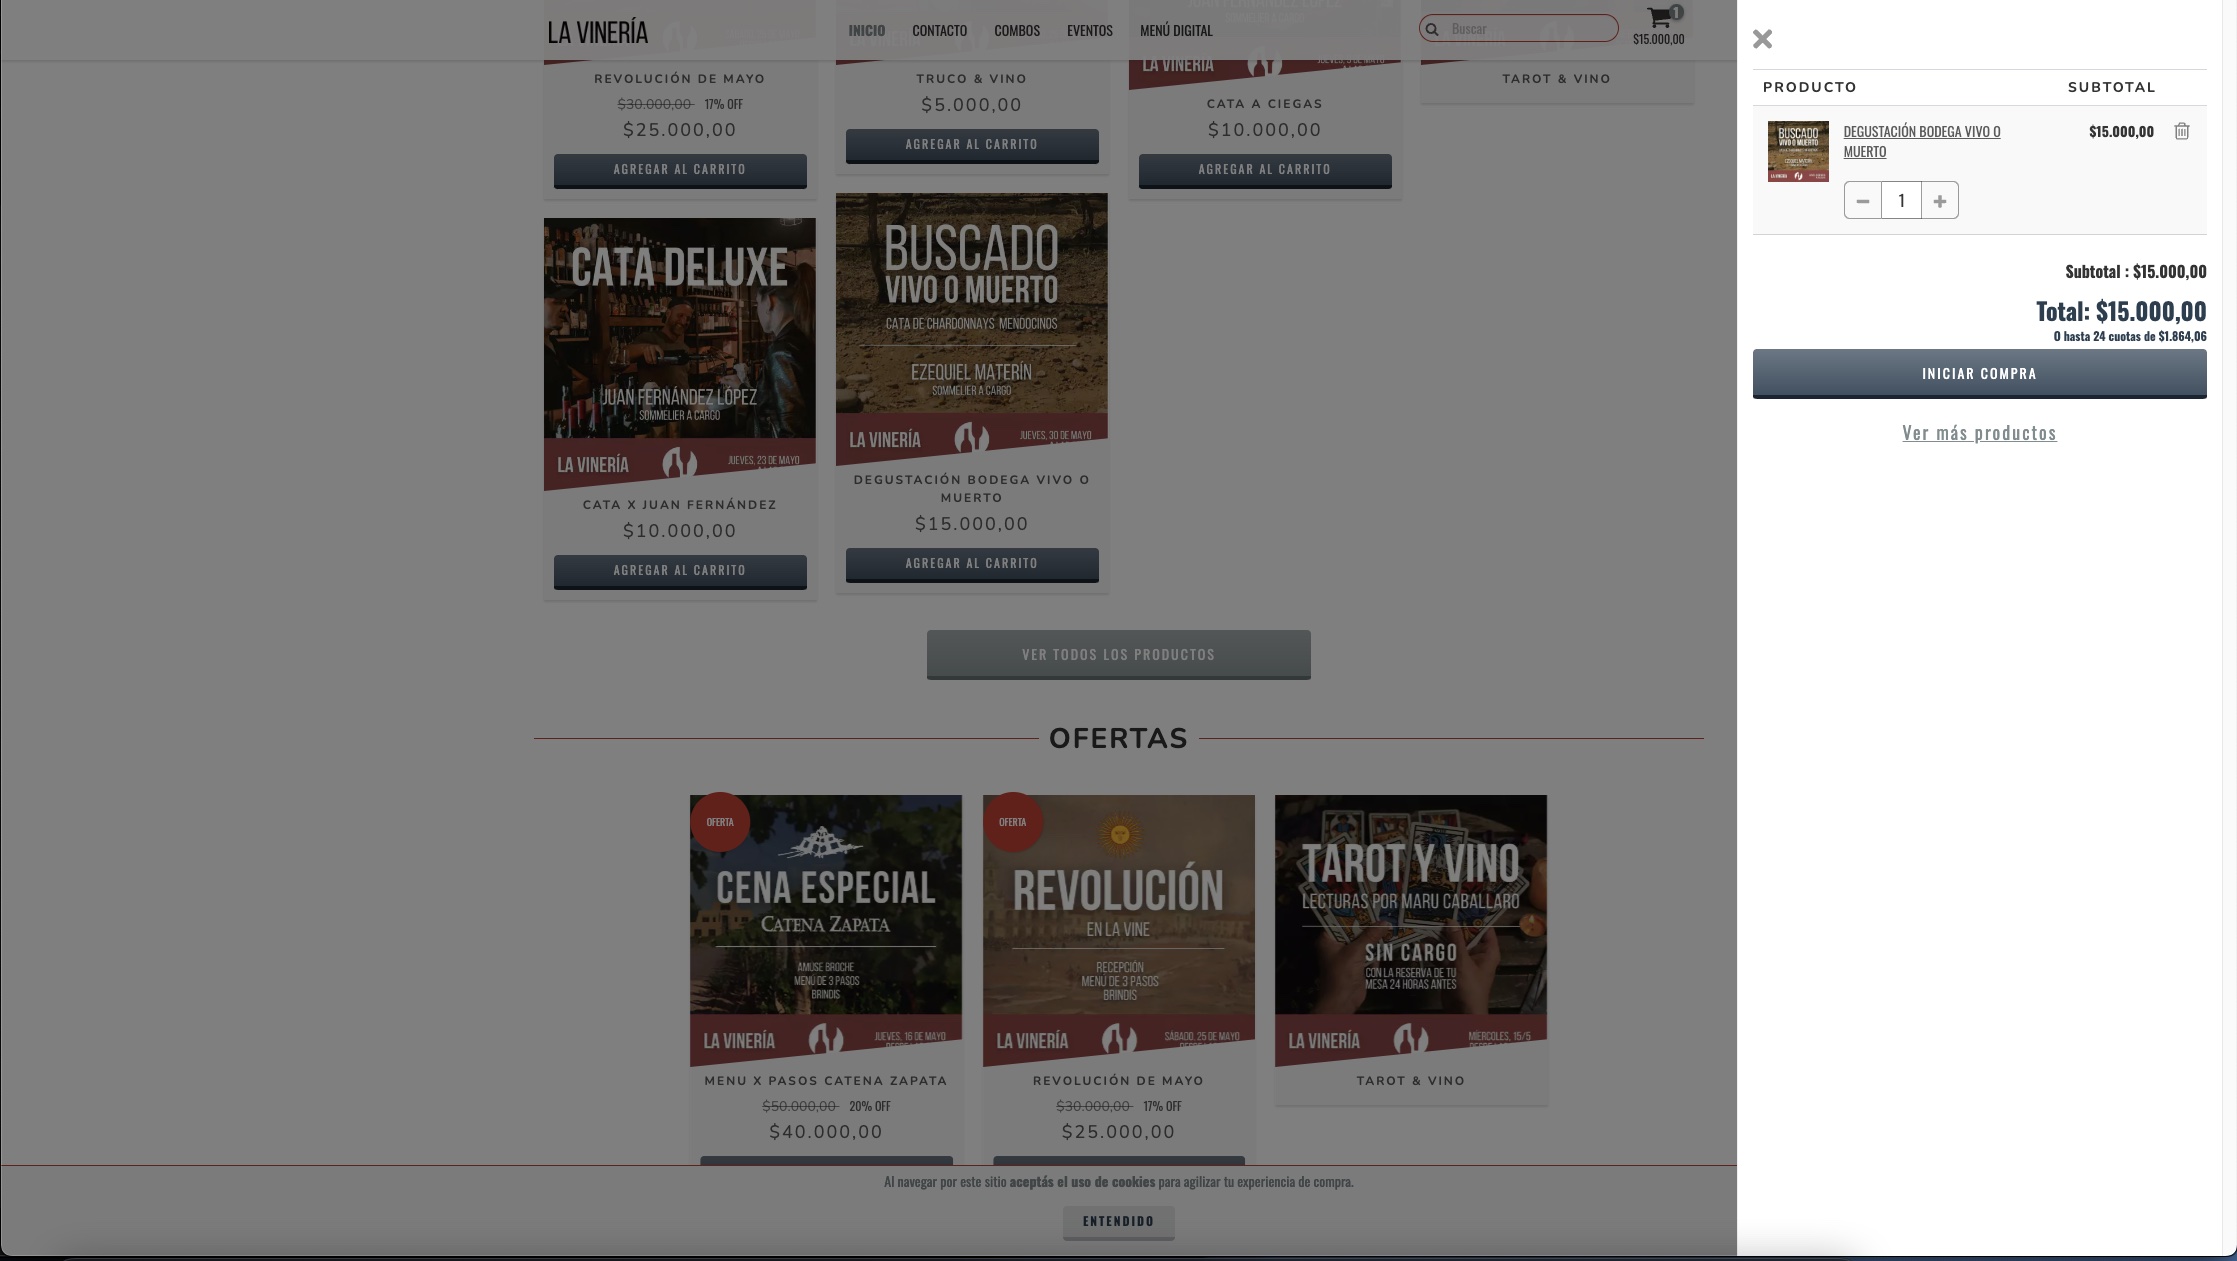 LA VINERÍA
INICIO
CONTACTO
COMBOS
EVENTOS
MENÚ DIGITAL
Buscar
1
$15.000,00
REVOLUCIÓN DE MAYO
$30.000,00 17% OFF
$25.000,00
AGREGAR AL CARRITO
TRUCO & VINO
$5.000,00
AGREGAR AL CARRITO
LA VINERÍA
CATA A CIEGAS
$10.000,00
AGREGAR AL CARRITO
TAROT & VINO
CATA DELUXE
JUAN FERNÁNDEZ LÓPEZ
SOMMELIER A CARGO
LA VINERÍA
JUEVES, 23 DE MAYO
CATA X JUAN FERNÁNDEZ
$10.000,00
AGREGAR AL CARRITO
BUSCADO
VIVO O MUERTO
CATA DE CHARDONNAYS MENDOCINOS
EZEQUIEL MATERÍN
SOMMELIER A CARGO
LA VINERÍA
JUEVES, 30 DE MAYO
DEGUSTACIÓN BODEGA VIVO O
MUERTO
$15.000,00
AGREGAR AL CARRITO
VER TODOS LOS PRODUCTOS
OFERTAS
OFERTA
CENA ESPECIAL
CATENA ZAPATA
AMUSE BROCHE
MENÚ DE 3 PASOS
BRINDIS
LA VINERÍA
JUEVES, 16 DE MAYO
MENU X PASOS CATENA ZAPATA
$50.000,00 20% OFF
$40.000,00
OFERTA
REVOLUCIÓN
EN LA VINE
RECEPCIÓN
MENÚ DE 3 PASOS
BRINDIS
LA VINERÍA
SÁBADO, 25 DE MAYO
REVOLUCIÓN DE MAYO
$30.000,00 17% OFF
$25.000,00
TAROT Y VINO
LECTURAS POR MARU CABALLARO
SIN CARGO
CON LA RESERVA DE TU
MESA 24 HORAS ANTES
LA VINERÍA
MIÉRCOLES, 15/5
TAROT & VINO
Al navegar por este sitio aceptás el uso de cookies para agilizar tu experiencia de compra.
ENTENDIDO
PRODUCTO SUBTOTAL
BUSCADO
VIVO O MUERTO
DEGUSTACIÓN BODEGA VIVO O
MUERTO
$15.000,00
1
Subtotal : $15.000,00
Total: $15.000,00
O hasta 24 cuotas de $1.864,06
INICIAR COMPRA
Ver más productos